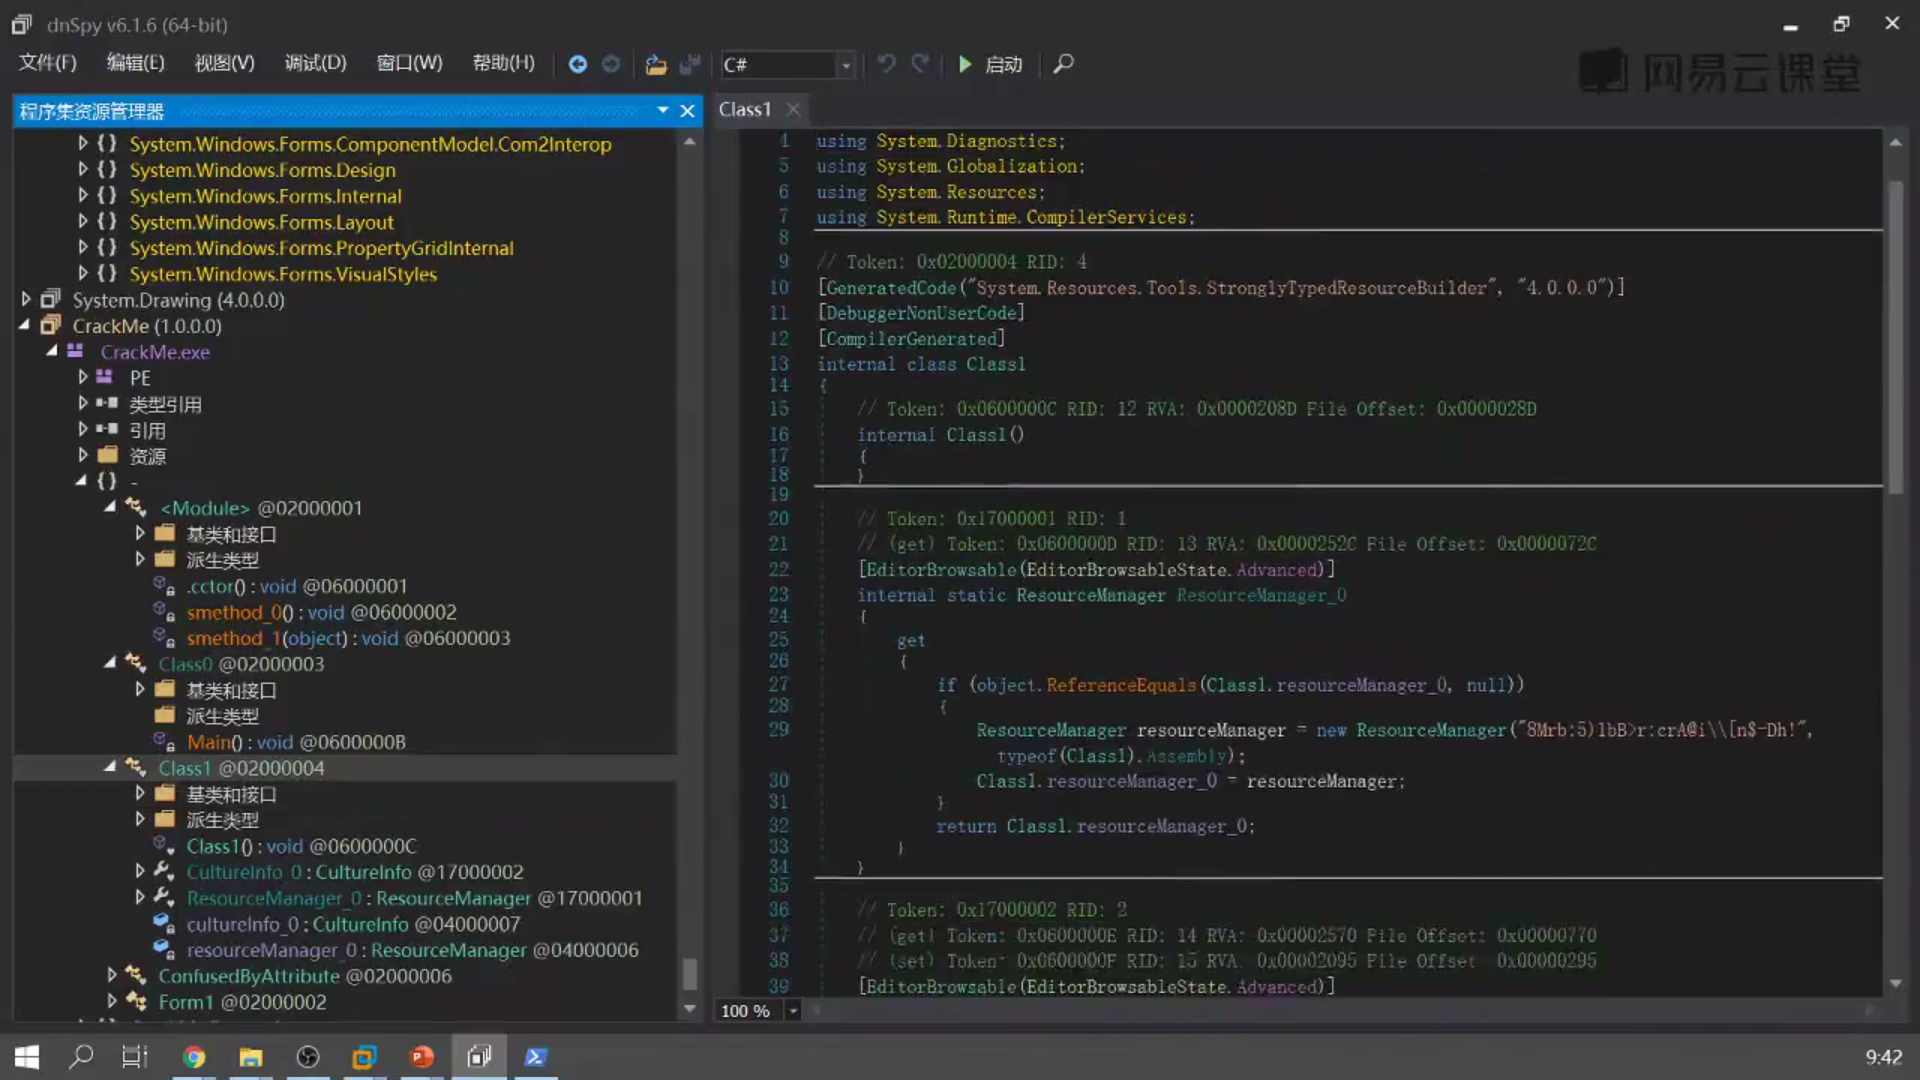 dnSpy v6.1.6 (64-bit)
文件(F) 编辑(E) 视图(V) 调试(D) 窗口(W) 帮助(H) C# 启动
网易云课堂
程序集资源管理器
System.Windows.Forms.ComponentModel.Com2Interop
System.Windows.Forms.Design
System.Windows.Forms.Internal
System.Windows.Forms.Layout
System.Windows.Forms.PropertyGridInternal
System.Windows.Forms.VisualStyles
System.Drawing (4.0.0.0)
CrackMe (1.0.0.0)
CrackMe.exe
PE
类型引用
引用
资源
{ } -
<Module> @02000001
基类和接口
派生类型
.cctor() : void @06000001
smethod_0() : void @06000002
smethod_1(object) : void @06000003
Class0 @02000003
基类和接口
派生类型
Main() : void @0600000B
Class1 @02000004
基类和接口
派生类型
Class1() : void @0600000C
CultureInfo_0 : CultureInfo @17000002
ResourceManager_0 : ResourceManager @17000001
cultureInfo_0 : CultureInfo @04000007
resourceManager_0 : ResourceManager @04000006
ConfusedByAttribute @02000006
Form1 @02000002
Class1
4 using System.Diagnostics;
5 using System.Globalization;
6 using System.Resources;
7 using System.Runtime.CompilerServices;
8
9 // Token: 0x02000004 RID: 4
10 [GeneratedCode("System.Resources.Tools.StronglyTypedResourceBuilder", "4.0.0.0")]
11 [DebuggerNonUserCode]
12 [CompilerGenerated]
13 internal class Class1
14 {
15 // Token: 0x0600000C RID: 12 RVA: 0x0000208D File Offset: 0x0000028D
16 internal Class1()
17 {
18 }
19
20 // Token: 0x17000001 RID: 1
21 // (get) Token: 0x0600000D RID: 13 RVA: 0x0000252C File Offset: 0x0000072C
22 [EditorBrowsable(EditorBrowsableState.Advanced)]
23 internal static ResourceManager ResourceManager_0
24 {
25 get
26 {
27 if (object.ReferenceEquals(Class1.resourceManager_0, null))
28 {
29 ResourceManager resourceManager = new ResourceManager("8Mrb:5)lbB>r:crA@i\\[n$-Dh!",
typeof(Class1).Assembly);
30 Class1.resourceManager_0 = resourceManager;
31 }
32 return Class1.resourceManager_0;
33 }
34 }
35
36 // Token: 0x17000002 RID: 2
37 // (get) Token: 0x0600000E RID: 14 RVA: 0x00002570 File Offset: 0x00000770
38 // (set) Token: 0x0600000F RID: 15 RVA: 0x00002095 File Offset: 0x00000295
39 [EditorBrowsable(EditorBrowsableState.Advanced)]
100 %
9:42